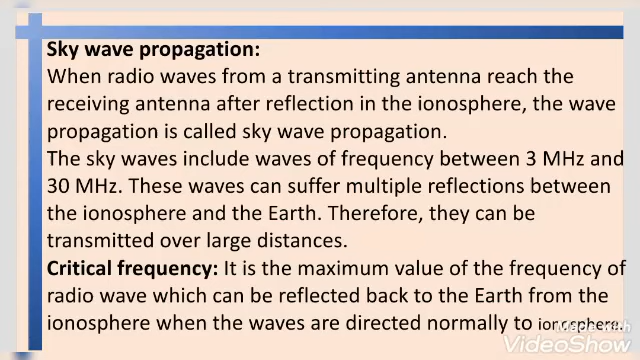 Sky wave propagation:
When radio waves from a transmitting antenna reach the
receiving antenna after reflection in the ionosphere, the wave
propagation is called sky wave propagation.
The sky waves include waves of frequency between 3 MHz and
30 MHz. These waves can suffer multiple reflections between
the ionosphere and the Earth. Therefore, they can be
transmitted over large distances.
Critical frequency: It is the maximum value of the frequency of
radio wave which can be reflected back to the Earth from the
ionosphere when the waves are directed normally to ionosphere.
Made with
VideoShow